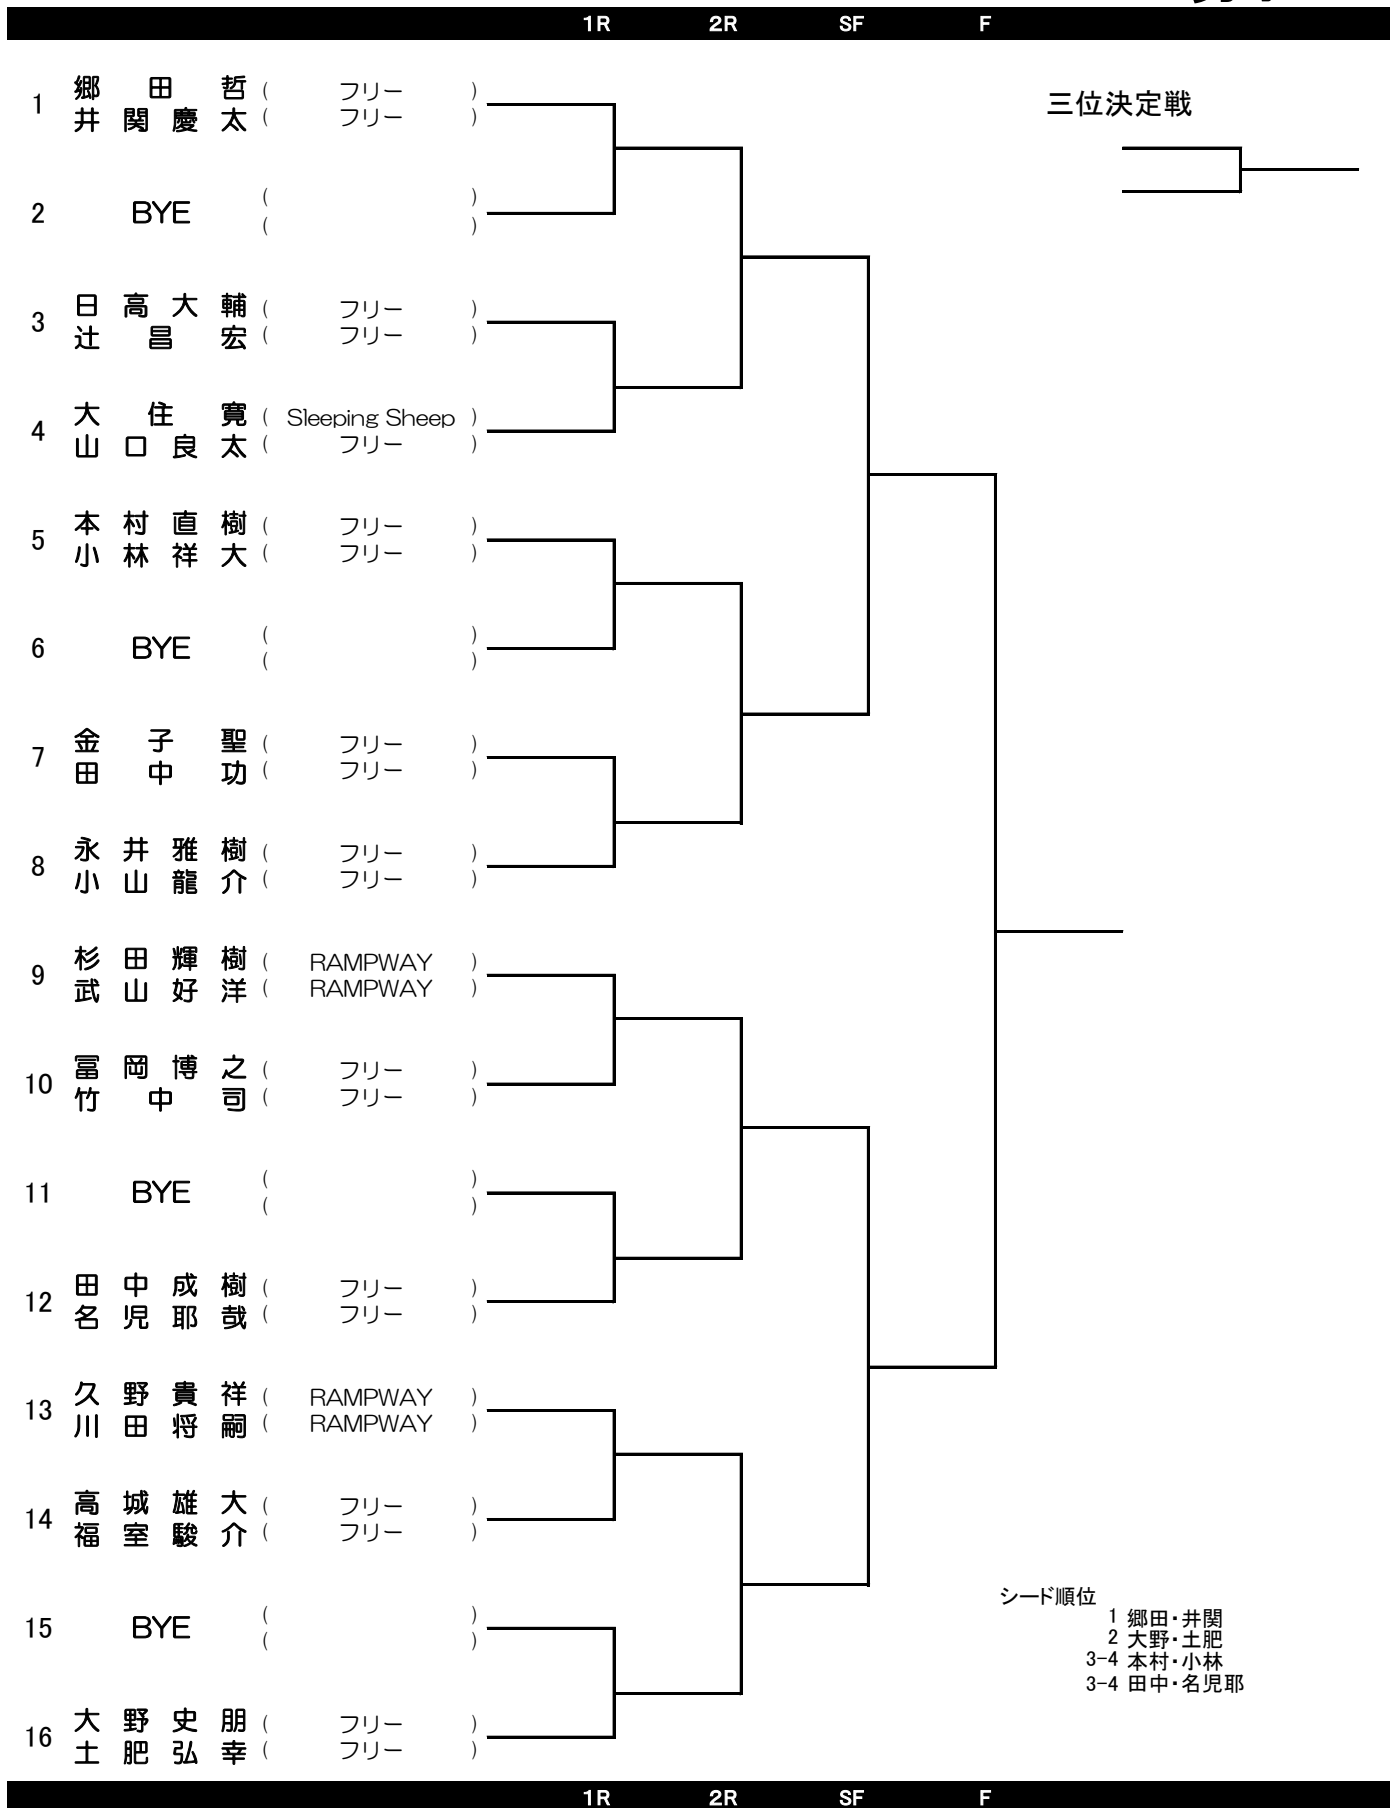 1R 2R SF F
三位決定戦
1 郷田哲 ( フリー )
井関慶太 ( フリー )
2 BYE ( )
( )
3 日高大輔 ( フリー )
辻昌宏 ( フリー )
4 大住寛 ( Sleeping Sheep )
山口良太 ( フリー )
5 本村直樹 ( フリー )
小林祥大 ( フリー )
6 BYE ( )
( )
7 金子聖 ( フリー )
田中功 ( フリー )
8 永井雅樹 ( フリー )
小山龍介 ( フリー )
9 杉田輝樹 ( RAMPWAY )
武山好洋 ( RAMPWAY )
10 冨岡博之 ( フリー )
竹中司 ( フリー )
11 BYE ( )
( )
12 田中成樹 ( フリー )
名児耶哉 ( フリー )
13 久野貴祥 ( RAMPWAY )
川田将嗣 ( RAMPWAY )
14 高城雄大 ( フリー )
福室駿介 ( フリー )
15 BYE ( )
( )
16 大野史朋 ( フリー )
土肥弘幸 ( フリー )
シード順位
1 郷田・井関
2 大野・土肥
3-4 本村・小林
3-4 田中・名児耶
1R 2R SF F